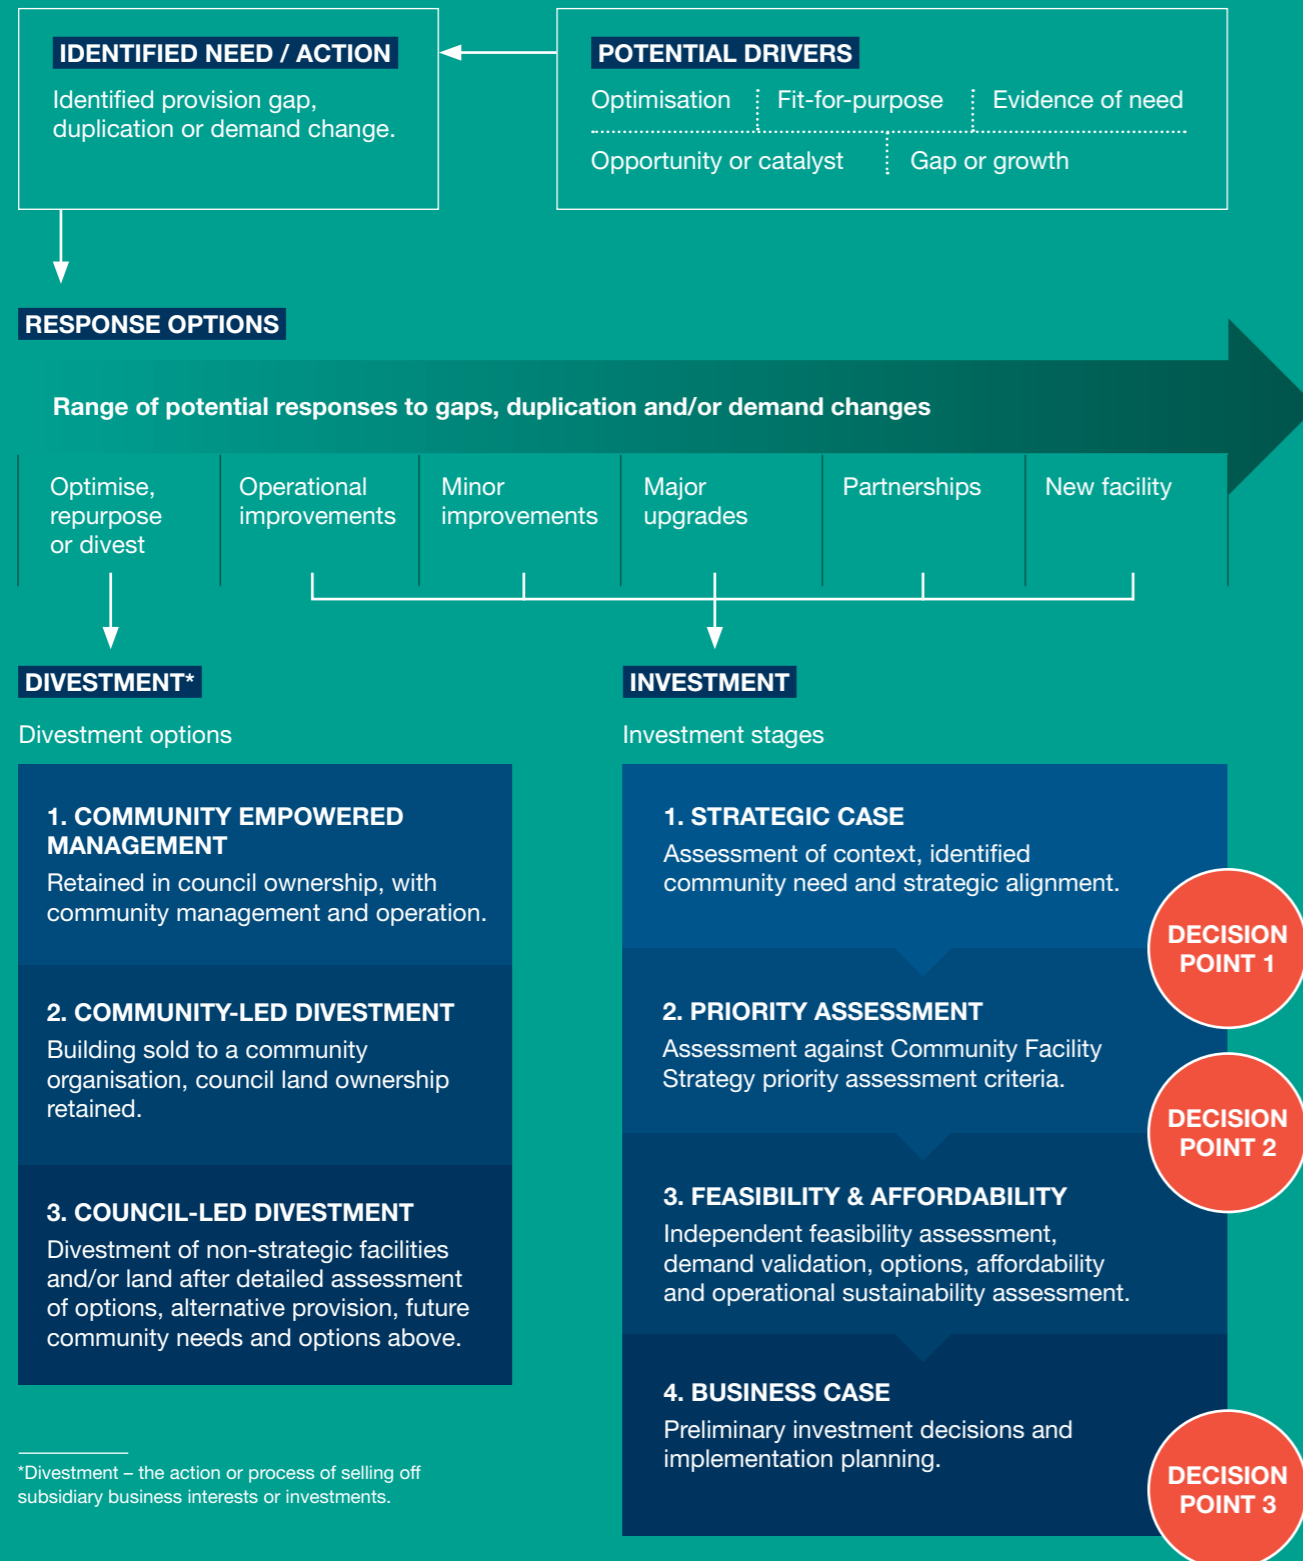 IDENTIFIED NEED / ACTION
Identified provision gap,
duplication or demand change.
POTENTIAL DRIVERS
Optimisation
Fit-for-purpose
Evidence of need
Opportunity or catalyst
Gap or growth
RESPONSE OPTIONS
Range of potential responses to gaps, duplication and/or demand changes
Optimise,
repurpose
or divest
Operational
improvements
Minor
improvements
Major
upgrades
Partnerships
New facility
DIVESTMENT*
Divestment options
1. COMMUNITY EMPOWERED
MANAGEMENT
Retained in council ownership, with
community management and operation.
2. COMMUNITY-LED DIVESTMENT
Building sold to a community
organisation, council land ownership
retained.
3. COUNCIL-LED DIVESTMENT
Divestment of non-strategic facilities
and/or land after detailed assessment
of options, alternative provision, future
community needs and options above.
*Divestment – the action or process of selling off
subsidiary business interests or investments.
INVESTMENT
Investment stages
1. STRATEGIC CASE
Assessment of context, identified
community need and strategic alignment.
DECISION
POINT 1
2. PRIORITY ASSESSMENT
Assessment against Community Facility
Strategy priority assessment criteria.
DECISION
POINT 2
3. FEASIBILITY & AFFORDABILITY
Independent feasibility assessment,
demand validation, options, affordability
and operational sustainability assessment.
4. BUSINESS CASE
Preliminary investment decisions and
implementation planning.
DECISION
POINT 3